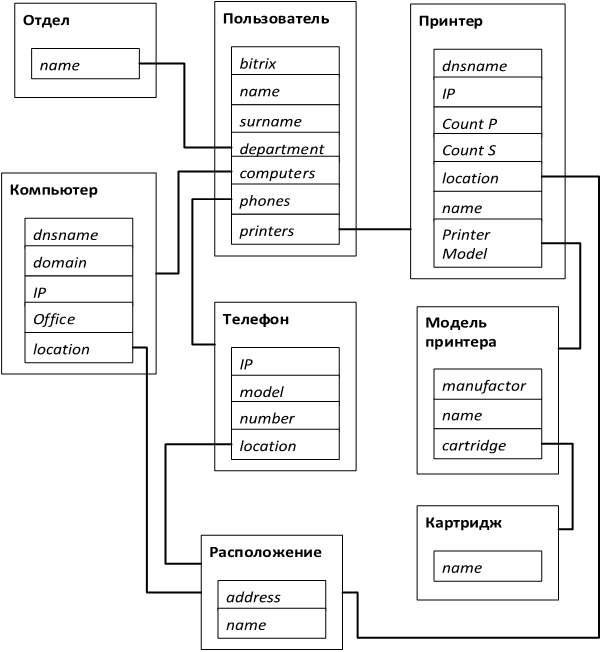 Отдел
name
Пользователь
bitrix
name
surname
department
computers
phones
printers
Принтер
dnsname
IP
Count P
Count S
location
name
Printer
Model
Компьютер
dnsname
domain
IP
Office
location
Телефон
IP
model
number
location
Модель
принтера
manufactor
name
cartridge
Картридж
name
Расположение
address
name